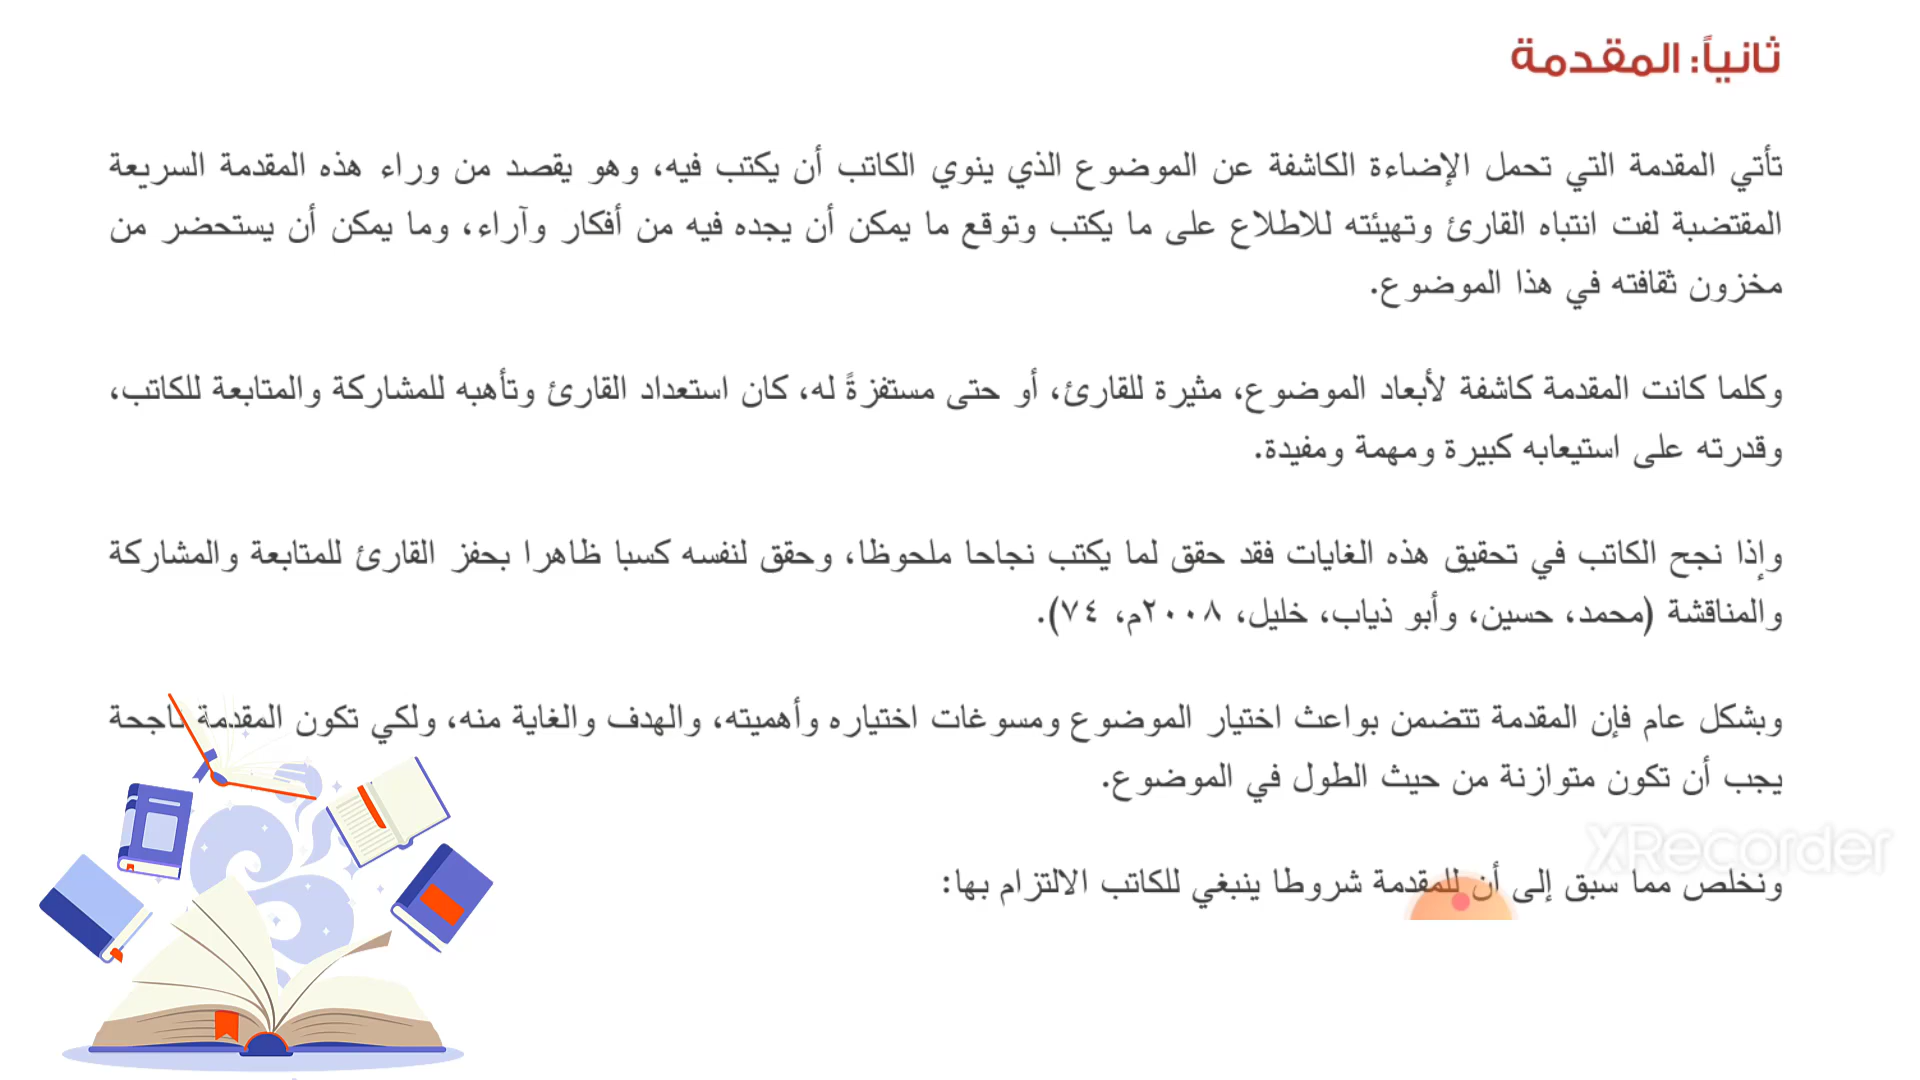 ثانياً: المقدمة
تأتي المقدمة التي تحمل الإضاءة الكاشفة عن الموضوع الذي ينوي الكاتب أن يكتب فيه، وهو يقصد من وراء هذه المقدمة السريعة
المقتضبة لفت انتباه القارئ وتهيئته للاطلاع على ما يكتب وتوقع ما يمكن أن يجده فيه من أفكار وآراء، وما يمكن أن يستحضر من
مخزون ثقافته في هذا الموضوع.
وكلما كانت المقدمة كاشفة لأبعاد الموضوع، مثيرة للقارئ، أو حتى مستفزةً له، كان استعداد القارئ وتأهبه للمشاركة والمتابعة للكاتب،
وقدرته على استيعابه كبيرة ومهمة ومفيدة.
وإذا نجح الكاتب في تحقيق هذه الغايات فقد حقق لما يكتب نجاحا ملحوظا، وحقق لنفسه كسبا ظاهرا بحفز القارئ للمتابعة والمشاركة
والمناقشة (محمد، حسين، وأبو ذياب، خليل، ٢٠٠٨م، ٧٤).
وبشكل عام فإن المقدمة تتضمن بواعث اختيار الموضوع ومسوغات اختياره وأهميته، والهدف والغاية منه، ولكي تكون المقدمة ناجحة
يجب أن تكون متوازنة من حيث الطول في الموضوع.
XRecorder
ونخلص مما سبق إلى أن للمقدمة شروطا ينبغي للكاتب الالتزام بها: